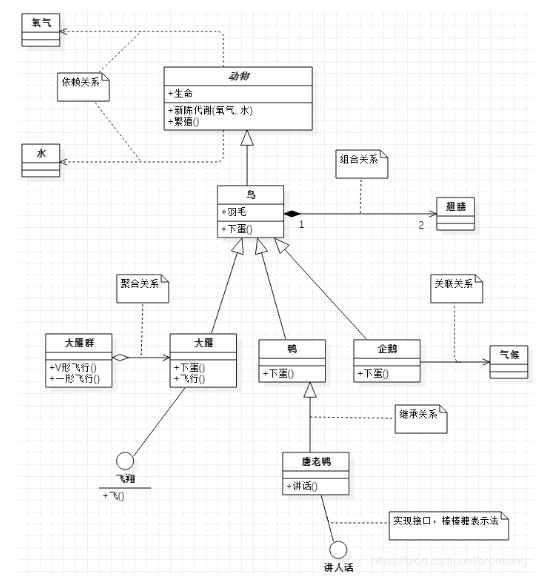 氧气
动物
+生命
+新陈代谢(氧气, 水)
+繁殖()
依赖关系
水
鸟
+羽毛
+下蛋()
组合关系
1
2
翅膀
聚合关系
关联关系
大雁群
+V形飞行()
+一形飞行()
大雁
+下蛋()
+飞行()
鸭
+下蛋()
企鹅
+下蛋()
气候
继承关系
飞翔
+飞()
唐老鸭
+讲话()
实现接口，棒棒糖表示法
讲人话
https://blog.csdn.net/promising